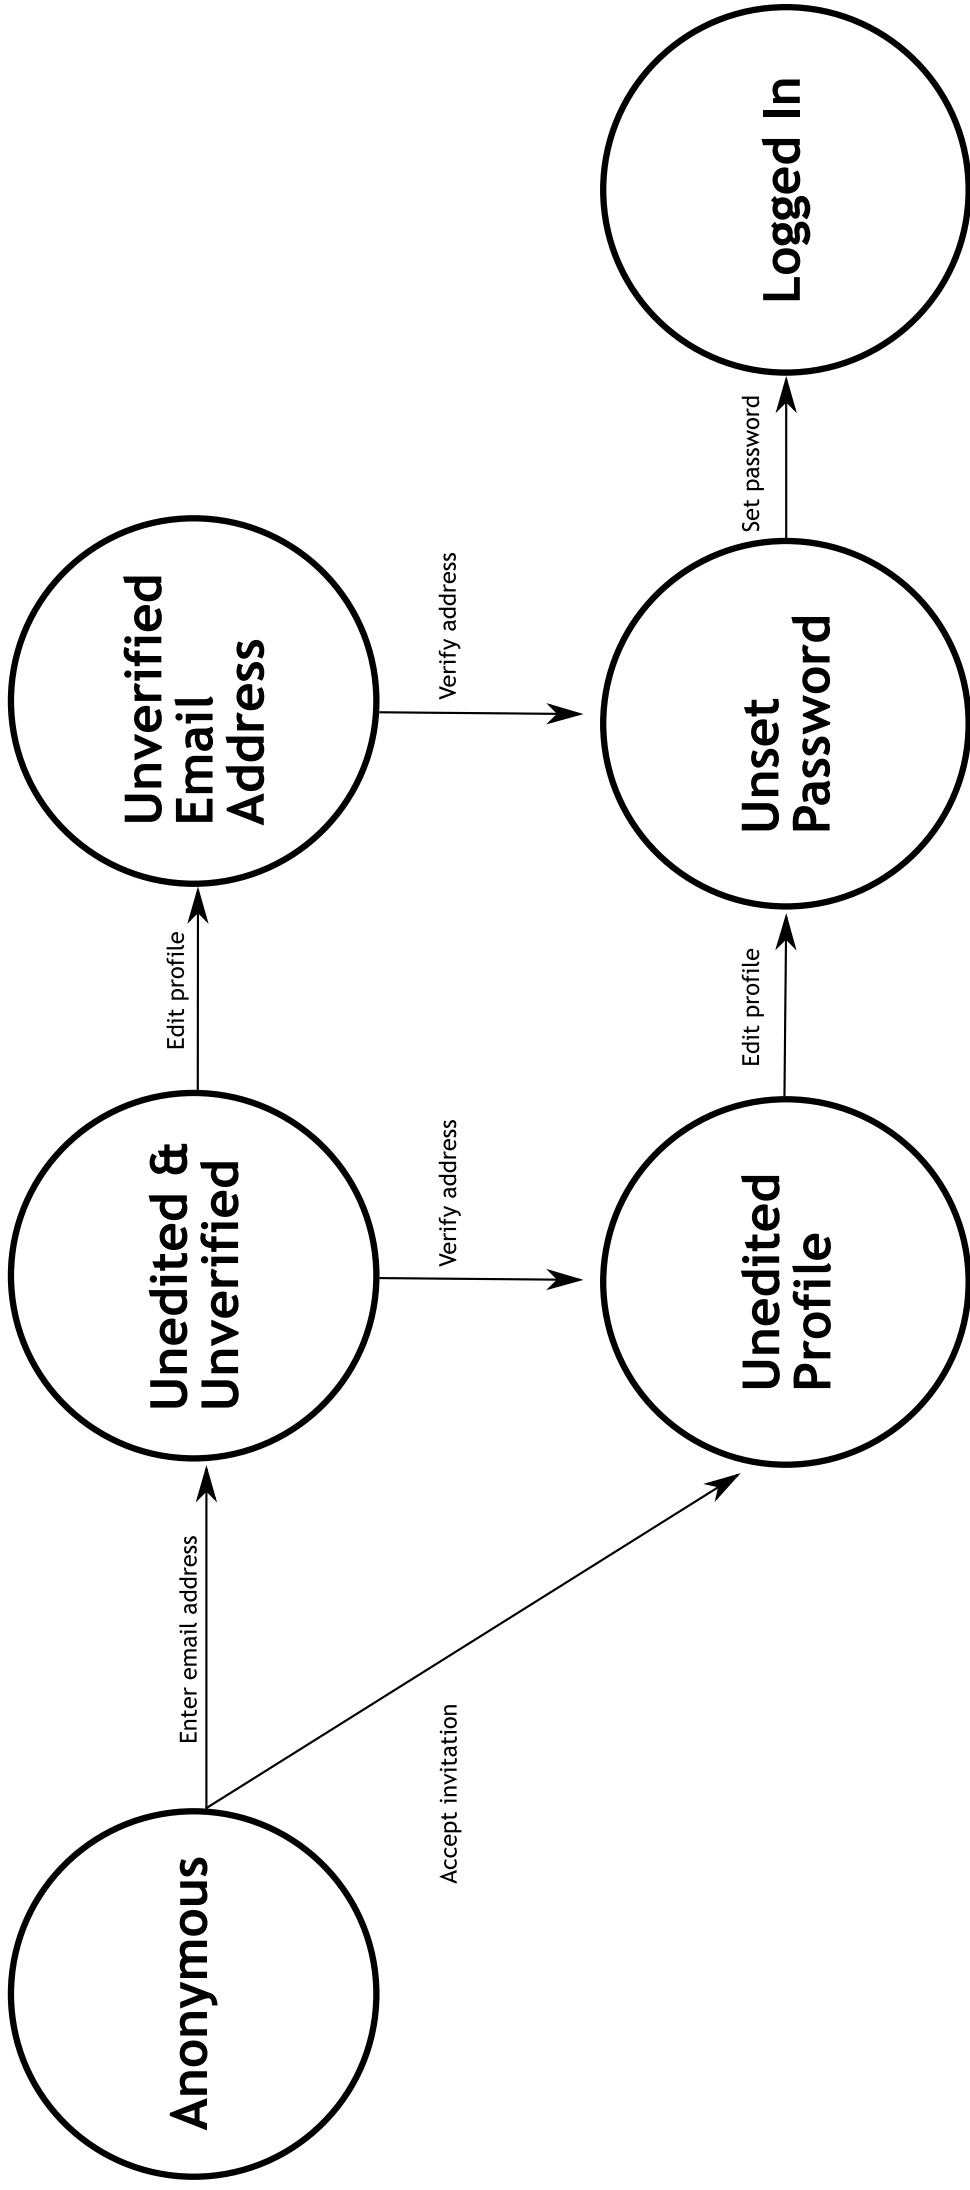 Anonymous
Enter email address
Unedited &
Unverified
Edit profile
Unverified
Email
Address
Accept invitation
Verify address
Verify address
Unedited
Profile
Edit profile
Unset
Password
Set password
Logged In